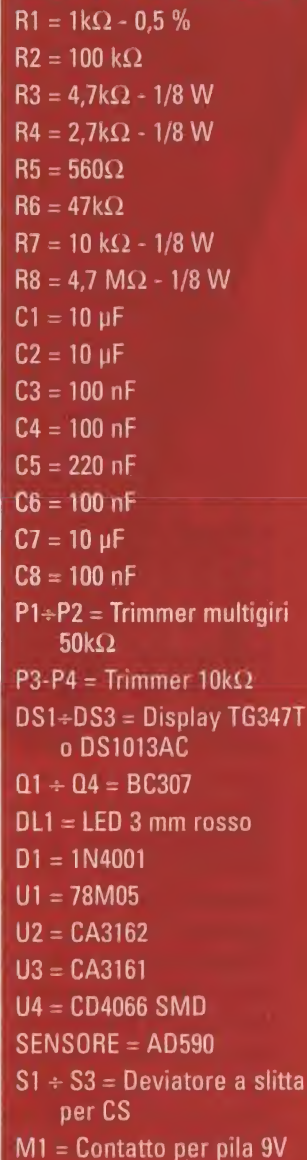 R1 = 1kΩ - 0,5 %
R2 = 100 kΩ
R3 = 4,7kΩ - 1/8 W
R4 = 2,7kΩ - 1/8 W
R5 = 560Ω
R6 = 47kΩ
R7 = 10 kΩ - 1/8 W
R8 = 4,7 MΩ - 1/8 W
C1 = 10 µF
C2 = 10 µF
C3 = 100 nF
C4 = 100 nF
C5 = 220 nF
C6 = 100 nF
C7 = 10 µF
C8 = 100 nF
P1÷P2 = Trimmer multigiri
50kΩ
P3-P4 = Trimmer 10kΩ
DS1÷DS3 = Display TG347T
o DS1013AC
Q1 ÷ Q4 = BC307
DL1 = LED 3 mm rosso
D1 = 1N4001
U1 = 78M05
U2 = CA3162
U3 = CA3161
U4 = CD4066 SMD
SENSORE = AD590
S1 ÷ S3 = Deviatore a slitta
per CS
M1 = Contatto per pila 9V